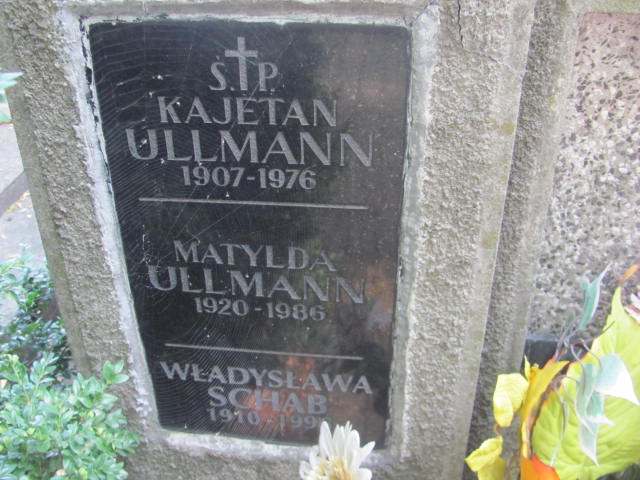 Ś.P.
KAJETAN
ULLMANN
1907-1976
MATYLDA
ULLMANN
1920-1986
WŁADYSŁAWA
SCHAB